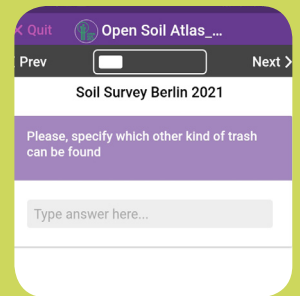 × Quit Open Soil Atlas_...
Prev Next >
Soil Survey Berlin 2021
Please, specify which other kind of trash
can be found
Type answer here...